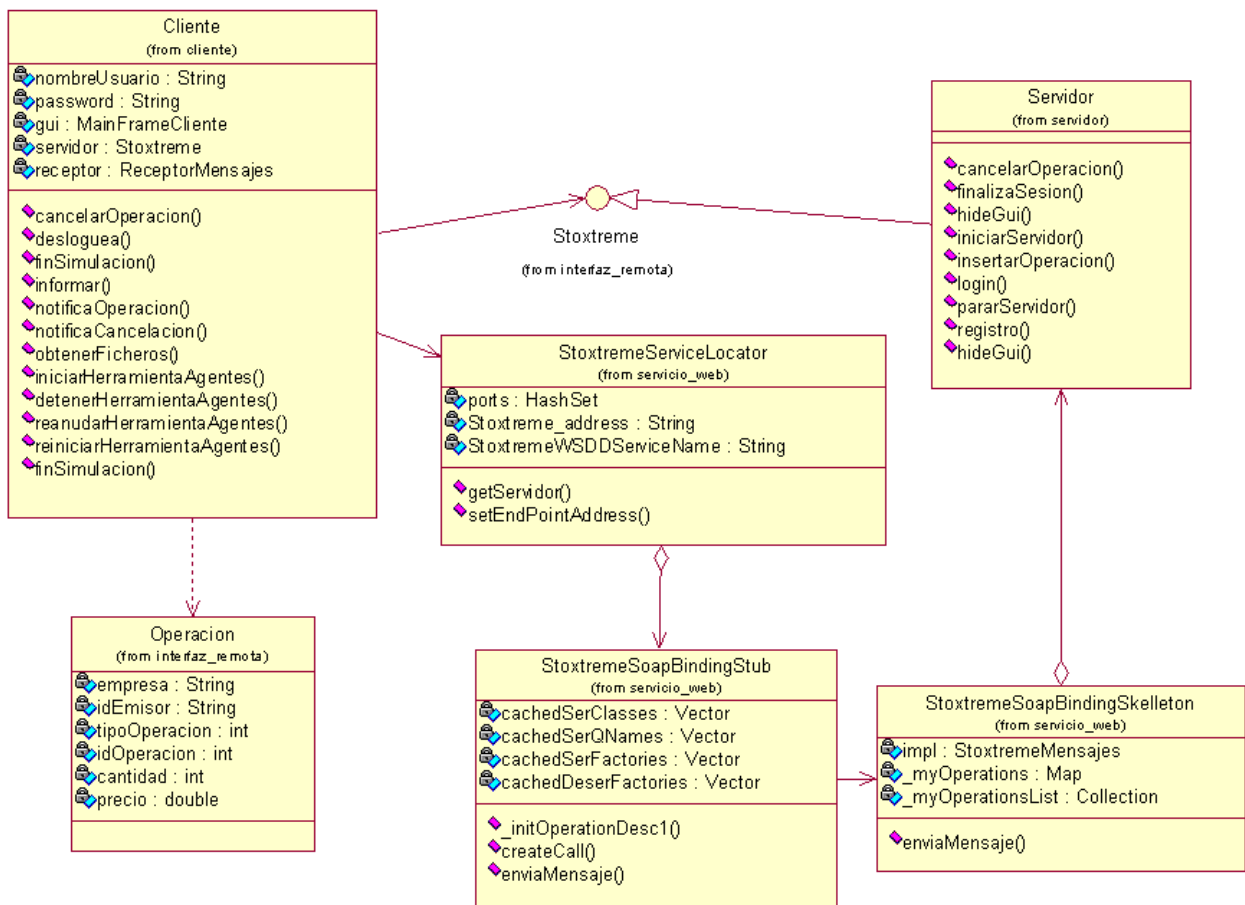 Cliente
(from cliente)
nombreUsuario : String
password : String
gui : MainFrameCliente
servidor : Stoxtreme
receptor : ReceptorMensajes
cancelarOperacion()
desloguea()
finSimulacion()
informar()
notificaOperacion()
notificaCancelacion()
obtenerFicheros()
iniciarHerramientaAgentes()
detenerHerramientaAgentes()
reanudarHerramientaAgentes()
reiniciarHerramientaAgentes()
finSimulacion()
Stoxtreme
(from interfaz_remota)
Servidor
(from servidor)
cancelarOperacion()
finalizaSesion()
hideGui()
iniciarServidor()
insertarOperacion()
login()
pararServidor()
registro()
hideGui()
StoxtremeServiceLocator
(from servicio_web)
ports : HashSet
Stoxtreme_address : String
StoxtremeWSDDServiceName : String
getServidor()
setEndPointAddress()
Operacion
(from interfaz_remota)
empresa : String
idEmisor : String
tipoOperacion : int
idOperacion : int
cantidad : int
precio : double
StoxtremeSoapBindingStub
(from servicio_web)
cachedSerClasses : Vector
cachedSerQNames : Vector
cachedSerFactories : Vector
cachedDeserFactories : Vector
_initOperationDesc1()
createCall()
enviaMensaje()
StoxtremeSoapBindingSkelleton
(from servicio_web)
impl : StoxtremeMensajes
_myOperations : Map
_myOperationsList : Collection
enviaMensaje()